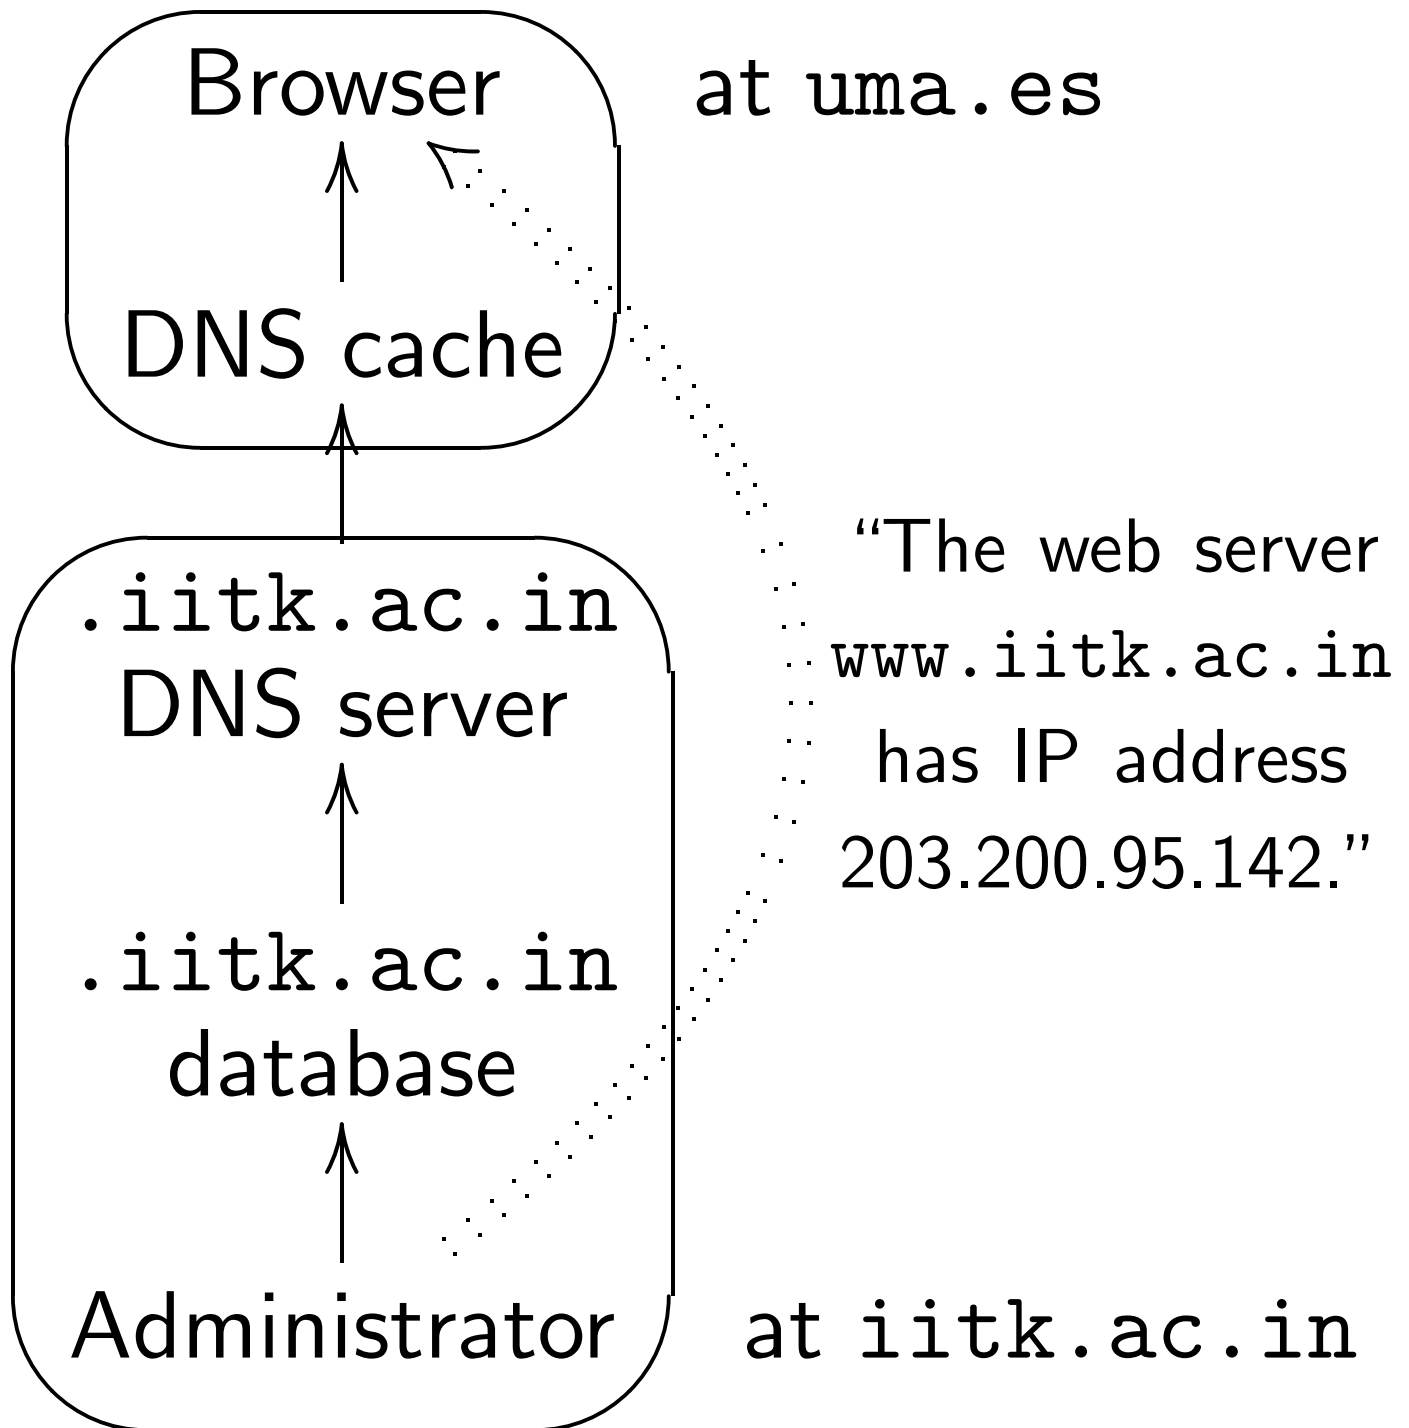 Browser
at uma.es
DNS cache
“The web server
www.iitk.ac.in
has IP address
203.200.95.142.”
.iitk.ac.in
DNS server
.iitk.ac.in
database
Administrator
at iitk.ac.in